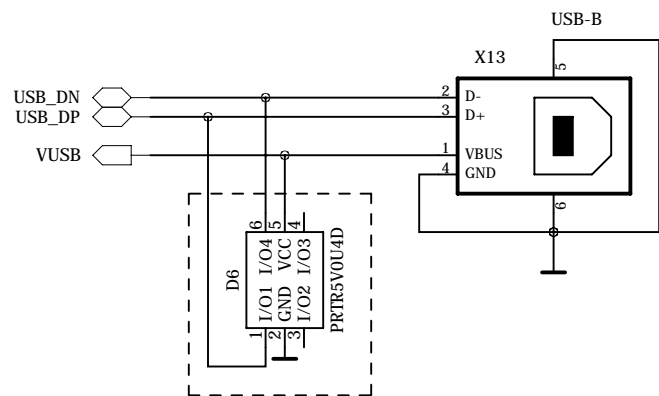 USB-B
X13
5
USB_DN
2
D-
USB_DP
3
D+
VUSB
1
VBUS
4
GND
6
6
5
4
I/O4
VCC
I/O3
D6
PRTR5V0U4D
I/O1
GND
I/O2
1
2
3